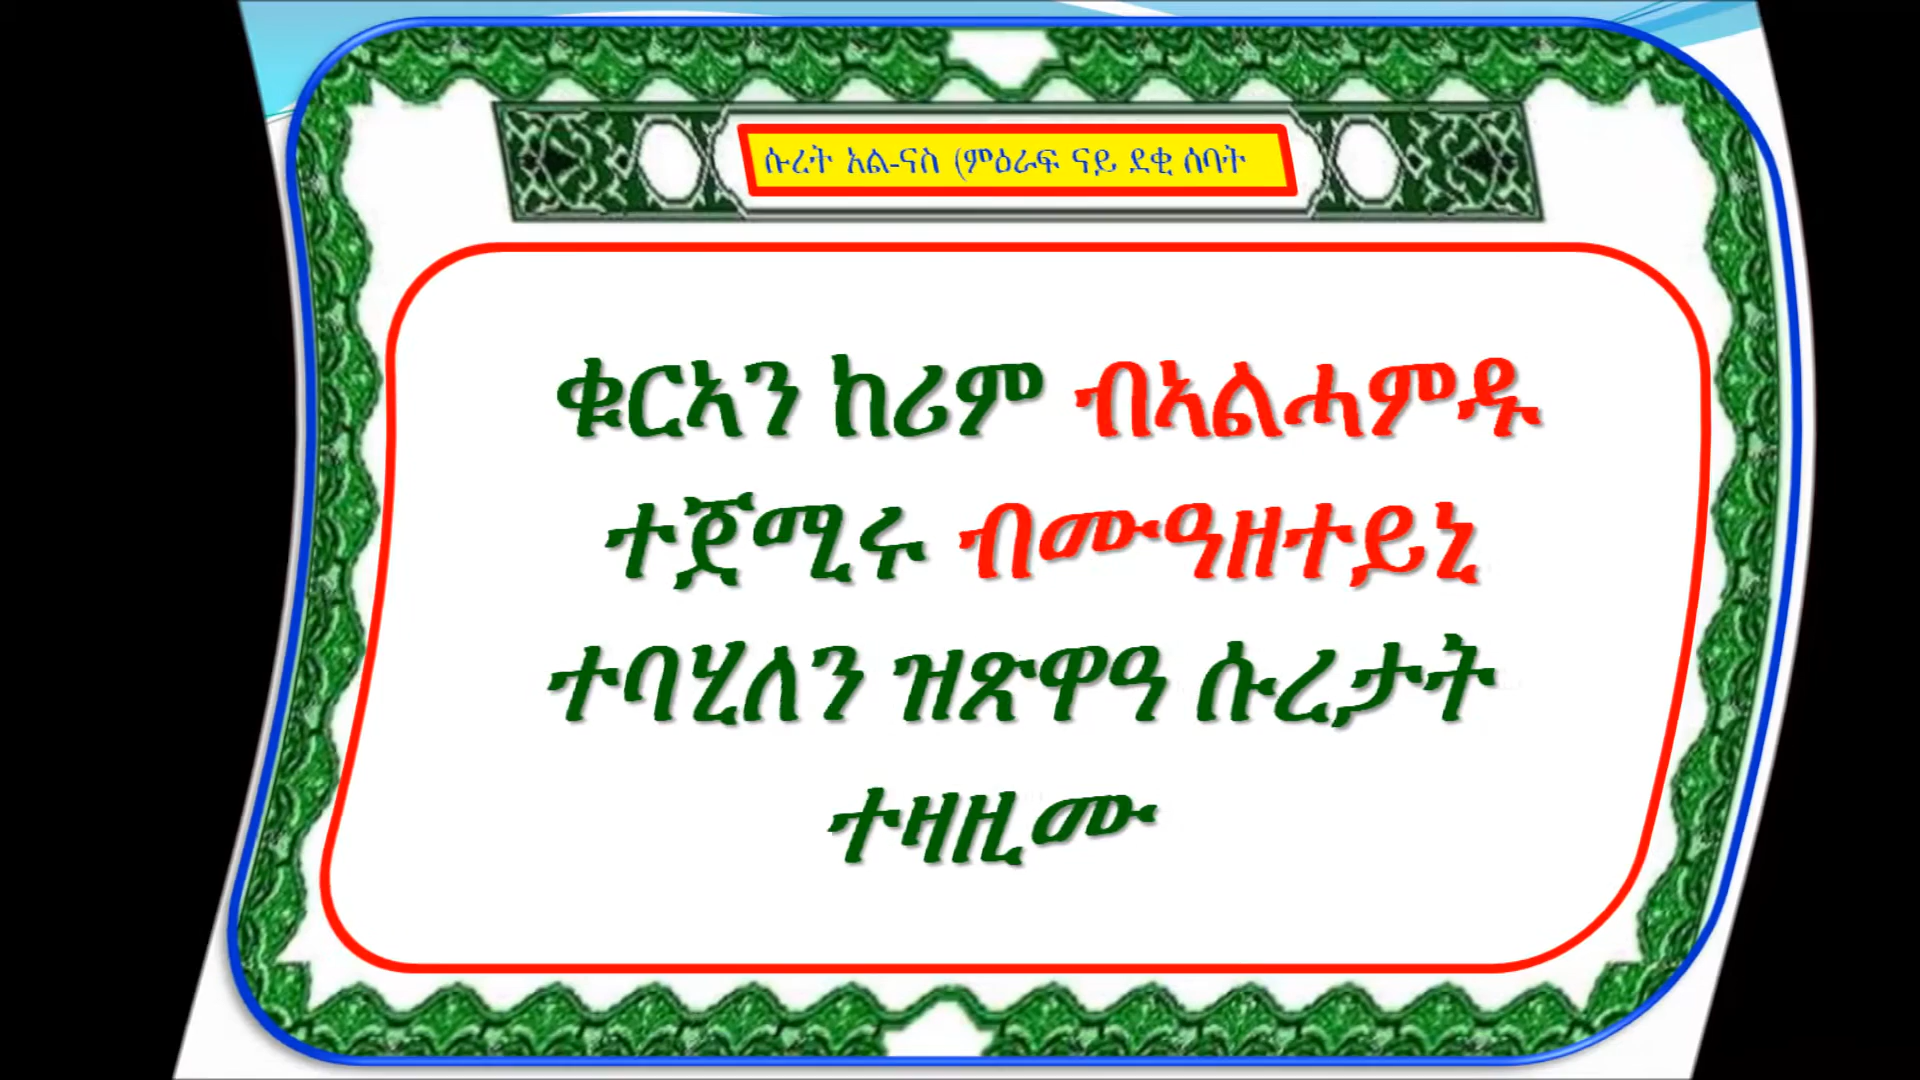 ሱረት አል-ናስ (ምዕራፍ ናይ ደቂ ሰባት
ቁርኣን ከሪም ብኣልሓምዱ
ተጀሚሩ ብሙዓዘተይኒ
ተባሂለን ዝጽዋዓ ሱረታት
ተዛዚሙ